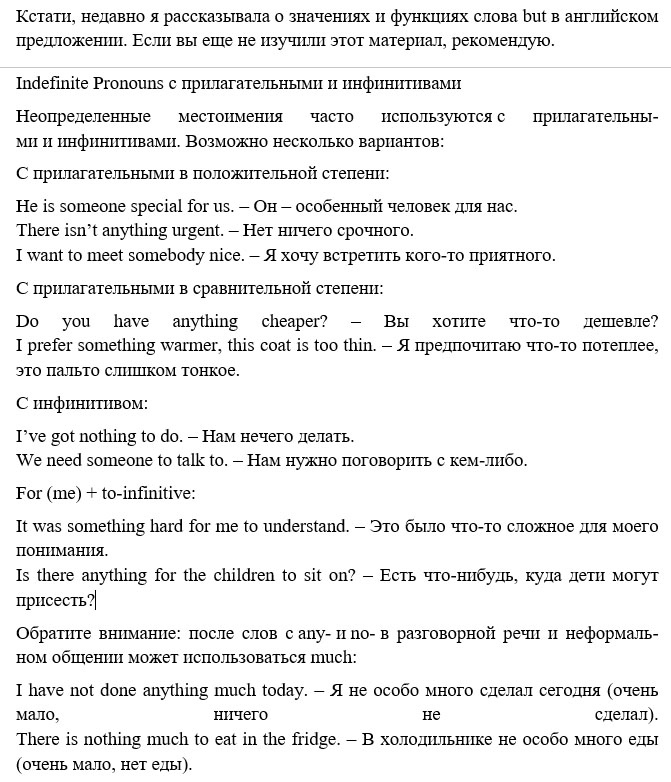 Кстати, недавно я рассказывала о значениях и функциях слова but в английском
предложении. Если вы еще не изучили этот материал, рекомендую.
Indefinite Pronouns с прилагательными и инфинитивами
Неопределенные местоимения часто используются с прилагательны-
ми и инфинитивами. Возможно несколько вариантов:
С прилагательными в положительной степени:
He is someone special for us. – Он – особенный человек для нас.
There isn’t anything urgent. – Нет ничего срочного.
I want to meet somebody nice. – Я хочу встретить кого-то приятного.
С прилагательными в сравнительной степени:
Do you have anything cheaper? – Вы хотите что-то дешевле?
I prefer something warmer, this coat is too thin. – Я предпочитаю что-то потеплее,
это пальто слишком тонкое.
С инфинитивом:
I’ve got nothing to do. – Нам нечего делать.
We need someone to talk to. – Нам нужно поговорить с кем-либо.
For (me) + to-infinitive:
It was something hard for me to understand. – Это было что-то сложное для моего
понимания.
Is there anything for the children to sit on? – Есть что-нибудь, куда дети могут
присесть?
Обратите внимание: после слов с any- и no- в разговорной речи и неформаль-
ном общении может использоваться much:
I have not done anything much today. – Я не особо много сделал сегодня (очень
мало, ничего не сделал).
There is nothing much to eat in the fridge. – В холодильнике не особо много еды
(очень мало, нет еды).